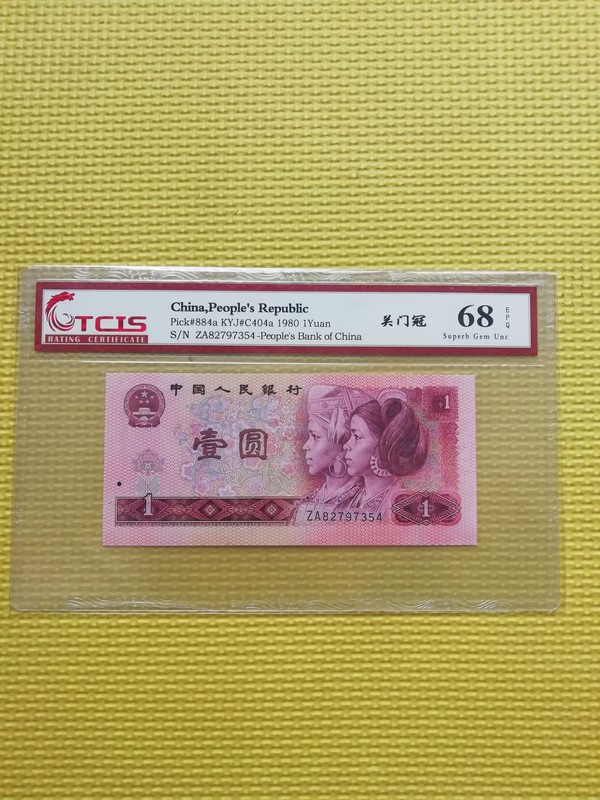 TCIS
RATING CERTIFICATE
China,People's Republic
Pick#884a KYJ#C404a 1980 1Yuan
S/N ZA82797354-People's Bank of China
关门冠
68
EPQ
Superb Gem Unc
中国人民银行
1
壹圆
1
ZA82797354
1